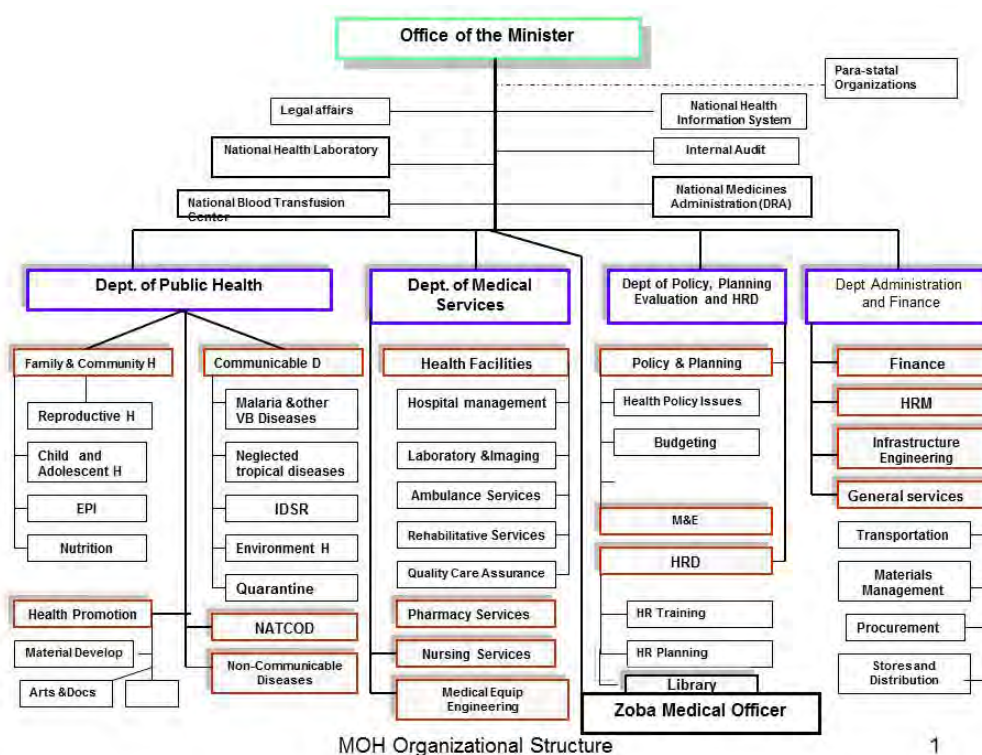 Office of the Minister
Para-statal
Organizations
Legal affairs
National Health
Information System
National Health Laboratory
Internal Audit
National Blood Transfusion
Center
National Medicines
Administration (DRA)
Dept. of Public Health
Dept. of Medical
Services
Dept of Policy, Planning
Evaluation and HRD
Dept Administration
and Finance
Family & Community H
Reproductive H
Child and
Adolescent H
EPI
Nutrition
Health Promotion
Material Develop
Arts &Docs
Communicable D
Malaria &other
VB Diseases
Neglected
tropical diseases
IDSR
Environment H
Quarantine
NATCOD
Non-Communicable
Diseases
Health Facilities
Hospital management
Laboratory &Imaging
Ambulance Services
Rehabilitative Services
Quality Care Assurance
Pharmacy Services
Nursing Services
Medical Equip
Engineering
Policy & Planning
Health Policy Issues
Budgeting
M&E
HRD
HR Training
HR Planning
Library
Zoba Medical Officer
Finance
HRM
Infrastructure
Engineering
General services
Transportation
Materials
Management
Procurement
Stores and
Distribution
MOH Organizational Structure
1